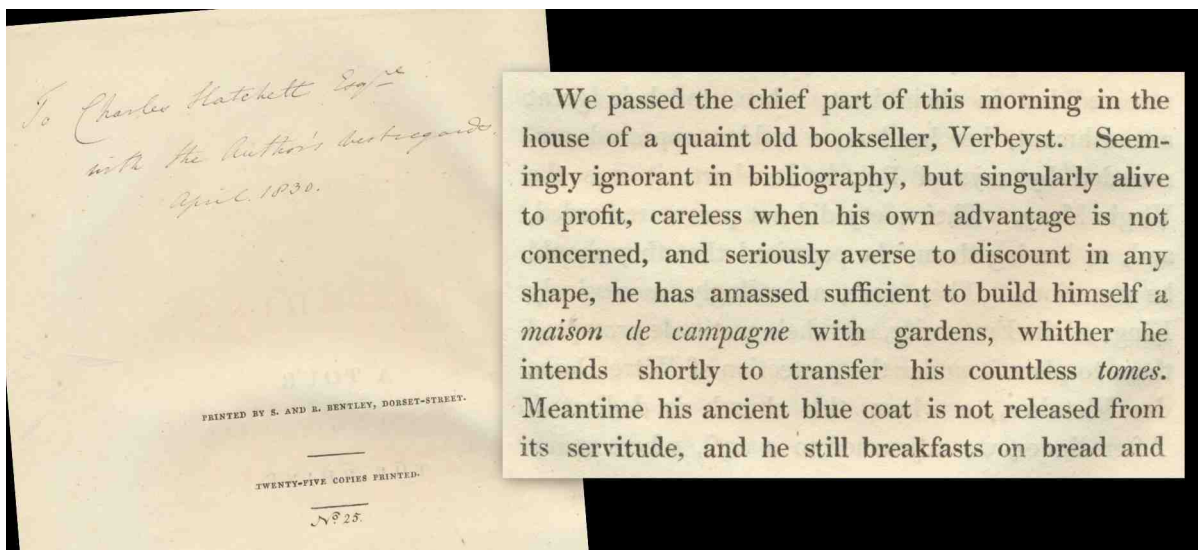 To Charles Hatchett Esqre
with the Author's best regards.
April. 1830.
PRINTED BY S. AND R. BENTLEY, DORSET-STREET.
TWENTY-FIVE COPIES PRINTED.
No 25.
We passed the chief part of this morning in the
house of a quaint old bookseller, Verbeyst. Seem-
ingly ignorant in bibliography, but singularly alive
to profit, careless when his own advantage is not
concerned, and seriously averse to discount in any
shape, he has amassed sufficient to build himself a
maison de campagne with gardens, whither he
intends shortly to transfer his countless tomes.
Meantime his ancient blue coat is not released from
its servitude, and he still breakfasts on bread and